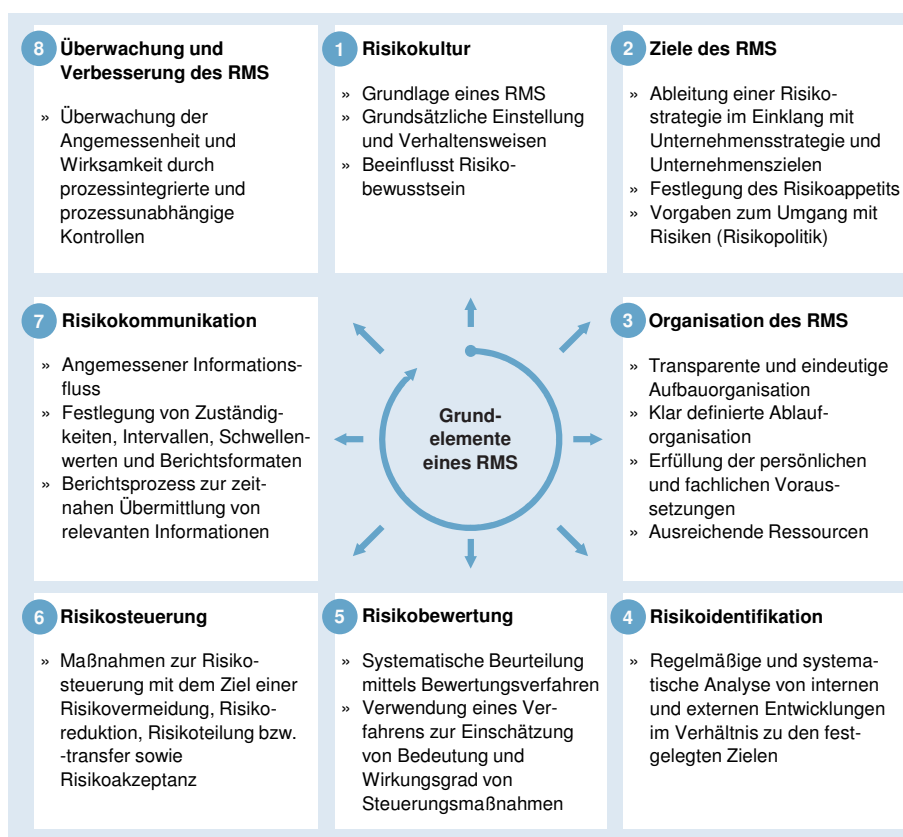 8 Überwachung und
Verbesserung des RMS
» Überwachung der
Angemessenheit und
Wirksamkeit durch
prozessintegrierte und
prozessunabhängige
Kontrollen
1 Risikokultur
» Grundlage eines RMS
» Grundsätzliche Einstellung
und Verhaltensweisen
» Beeinflusst Risiko-
bewusstsein
2 Ziele des RMS
» Ableitung einer Risiko-
strategie im Einklang mit
Unternehmensstrategie und
Unternehmenszielen
» Festlegung des Risikoappetits
» Vorgaben zum Umgang mit
Risiken (Risikopolitik)
7 Risikokommunikation
» Angemessener Informations-
fluss
» Festlegung von Zuständig-
keiten, Intervallen, Schwellen-
werten und Berichtsformaten
» Berichtsprozess zur zeit-
nahen Übermittlung von
relevanten Informationen
Grund-
elemente
eines RMS
3 Organisation des RMS
» Transparente und eindeutige
Aufbauorganisation
» Klar definierte Ablauf-
organisation
» Erfüllung der persönlichen
und fachlichen Voraus-
setzungen
» Ausreichende Ressourcen
6 Risikosteuerung
» Maßnahmen zur Risiko-
steuerung mit dem Ziel einer
Risikovermeidung, Risiko-
reduktion, Risikoteilung bzw.
-transfer sowie
Risikoakzeptanz
5 Risikobewertung
» Systematische Beurteilung
mittels Bewertungsverfahren
» Verwendung eines Ver-
fahrens zur Einschätzung
von Bedeutung und
Wirkungsgrad von
Steuerungsmaßnahmen
4 Risikoidentifikation
» Regelmäßige und systema-
tische Analyse von internen
und externen Entwicklungen
im Verhältnis zu den fest-
gelegten Zielen